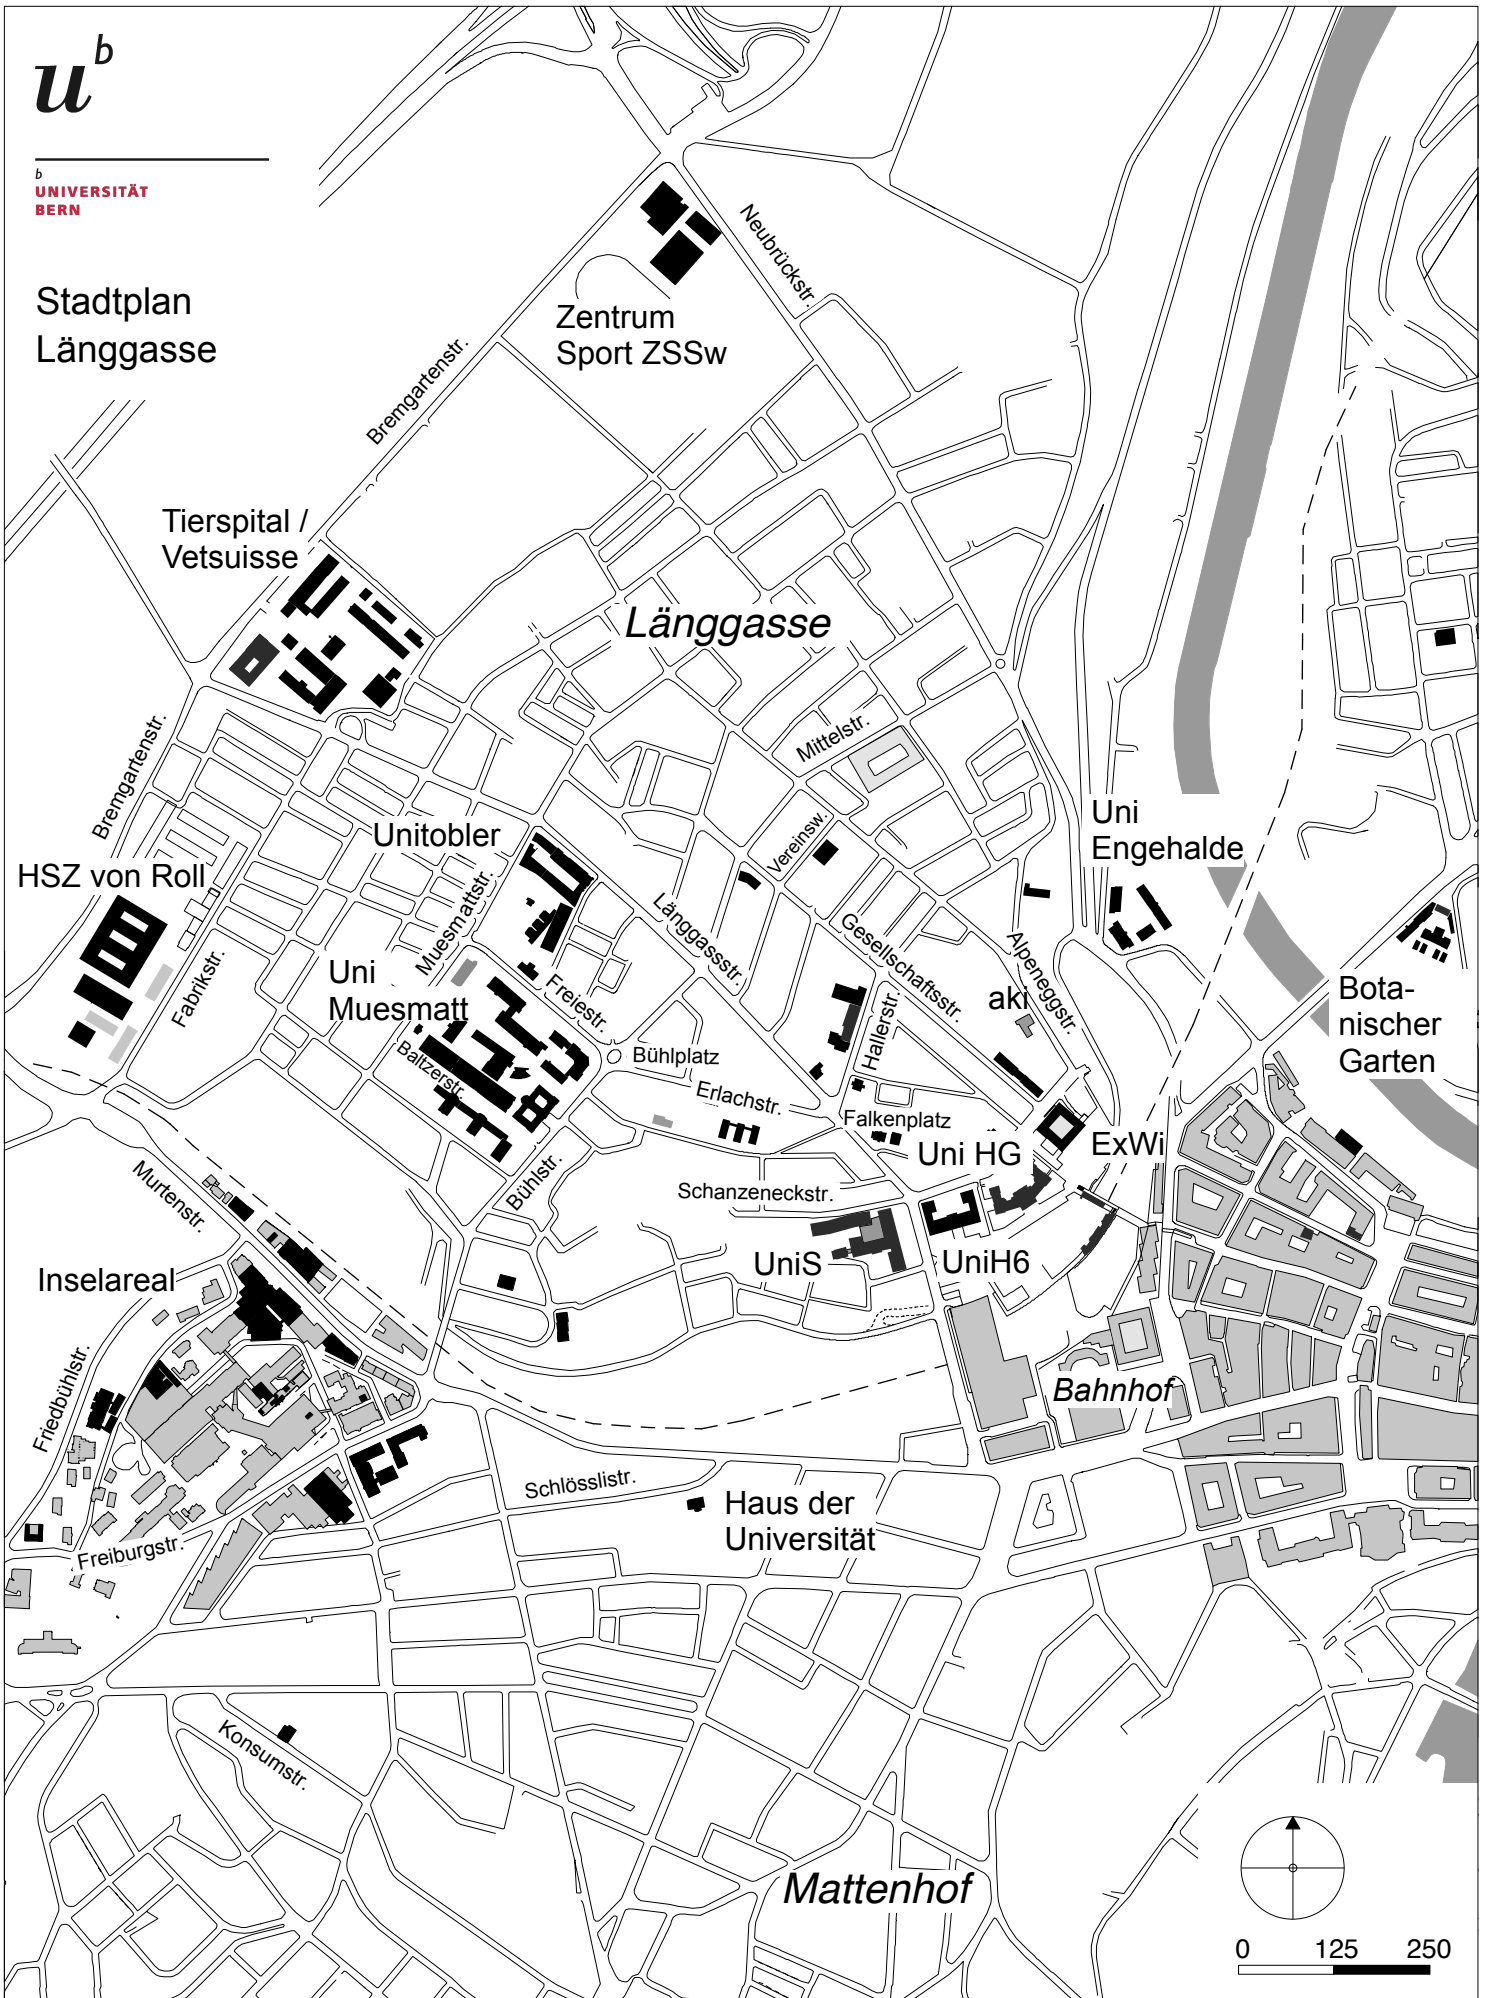 u
b
b
UNIVERSITÄT
BERN
Stadtplan
Länggasse
Neubrückstr.
Zentrum
Sport ZSSw
Bremgartenstr.
Tierspital /
Vetsuisse
Länggasse
Mittelstr.
Bremgartenstr.
Uni
Engehalde
Unitobler
Vereinsw.
HSZ von Roll
Muesmattstr.
Länggassstr.
Gesellschaftsstr.
Alpeneggstr.
Fabrikstr.
Uni
Muesmatt
Freiestr.
aki
Bota-
nischer
Garten
Hallerstr.
Bühlplatz
Baltzerstr.
Erlachstr.
Falkenplatz
Uni HG
ExWi
Murtenstr.
Bühlstr.
Schanzeneckstr.
UniS
UniH6
Inselareal
Friedbühlstr.
Bahnhof
Schlösslistr.
Haus der
Universität
Freiburgstr.
Konsumstr.
Mattenhof
0 125 250